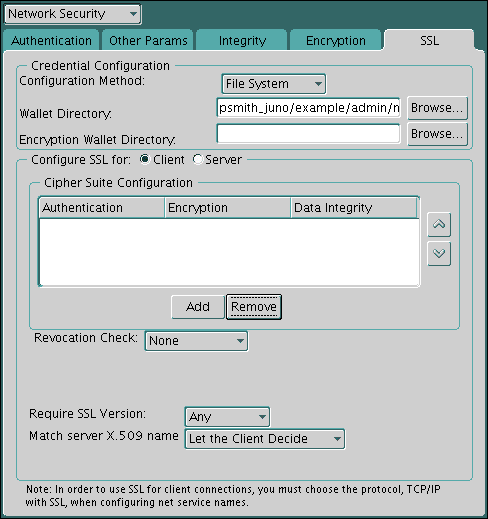 Network Security
Authentication Other Params Integrity Encryption SSL
Credential Configuration
Configuration Method: File System
Wallet Directory: psmith_juno/example/admin/n Browse...
Encryption Wallet Directory: Browse...
Configure SSL for: Client Server
Cipher Suite Configuration
Authentication Encryption Data Integrity
Add Remove
Revocation Check: None
Require SSL Version: Any
Match server X.509 name Let the Client Decide
Note: In order to use SSL for client connections, you must choose the protocol, TCP/IP
with SSL, when configuring net service names.